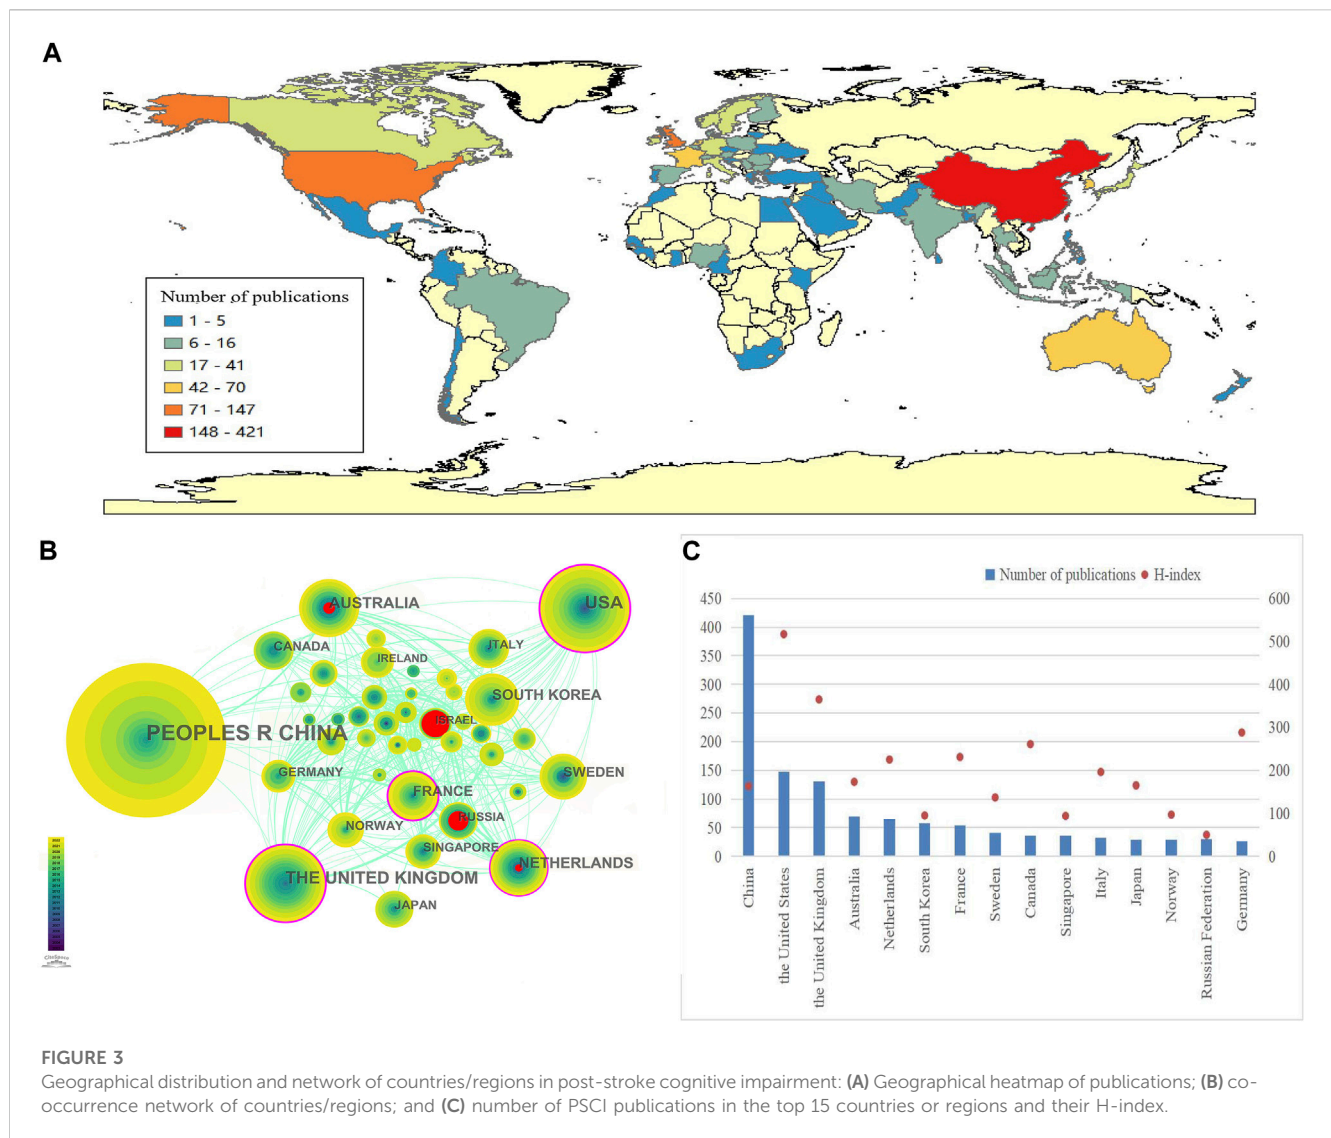 A
Number of publications
1 - 5
6 - 16
17 - 41
42 - 70
71 - 147
148 - 421
B
AUSTRALIA
USA
CANADA
IRELAND
ITALY
SOUTH KOREA
ISRAEL
PEOPLES R CHINA
GERMANY
SWEDEN
FRANCE
RUSSIA
NORWAY
SINGAPORE
NETHERLANDS
THE UNITED KINGDOM
JAPAN
CiteSpace
C
Number of publications H-index
450 600
400 500
350
300 400
250 300
200
150 200
100
50 100
0 0
China
the United States
the United Kingdom
Australia
Netherlands
South Korea
France
Sweden
Canada
Singapore
Italy
Japan
Norway
Russian Federation
Germany
FIGURE 3
Geographical distribution and network of countries/regions in post-stroke cognitive impairment: (A) Geographical heatmap of publications; (B) co-
occurrence network of countries/regions; and (C) number of PSCI publications in the top 15 countries or regions and their H-index.